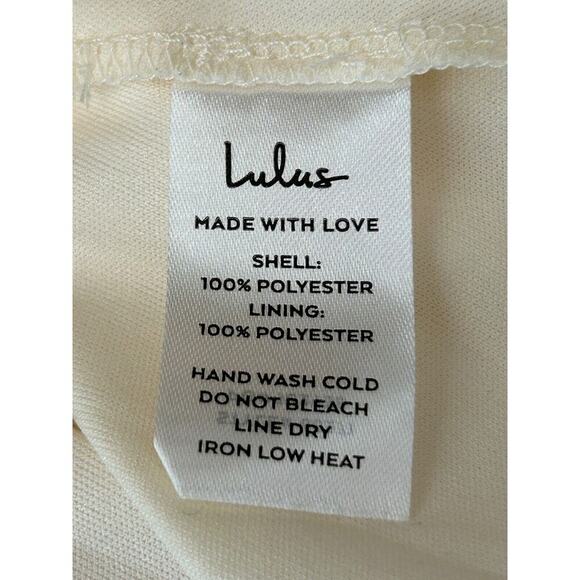 Lulus
MADE WITH LOVE
SHELL:
100% POLYESTER
LINING:
100% POLYESTER
HAND WASH COLD
DO NOT BLEACH
LINE DRY
IRON LOW HEAT